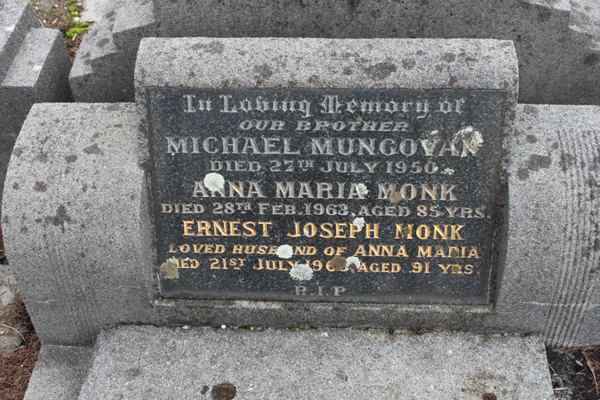 In Loving Memory of
OUR BROTHER
MICHAEL MUNGOVAN
DIED 27TH JULY 1950.
ANNA MARIA MONK
DIED 28TH FEB. 1963. AGED 85 YRS.
ERNEST JOSEPH MONK
LOVED HUSBAND OF ANNA MARIA
DIED 21ST JULY AGED 91 YRS
R I P